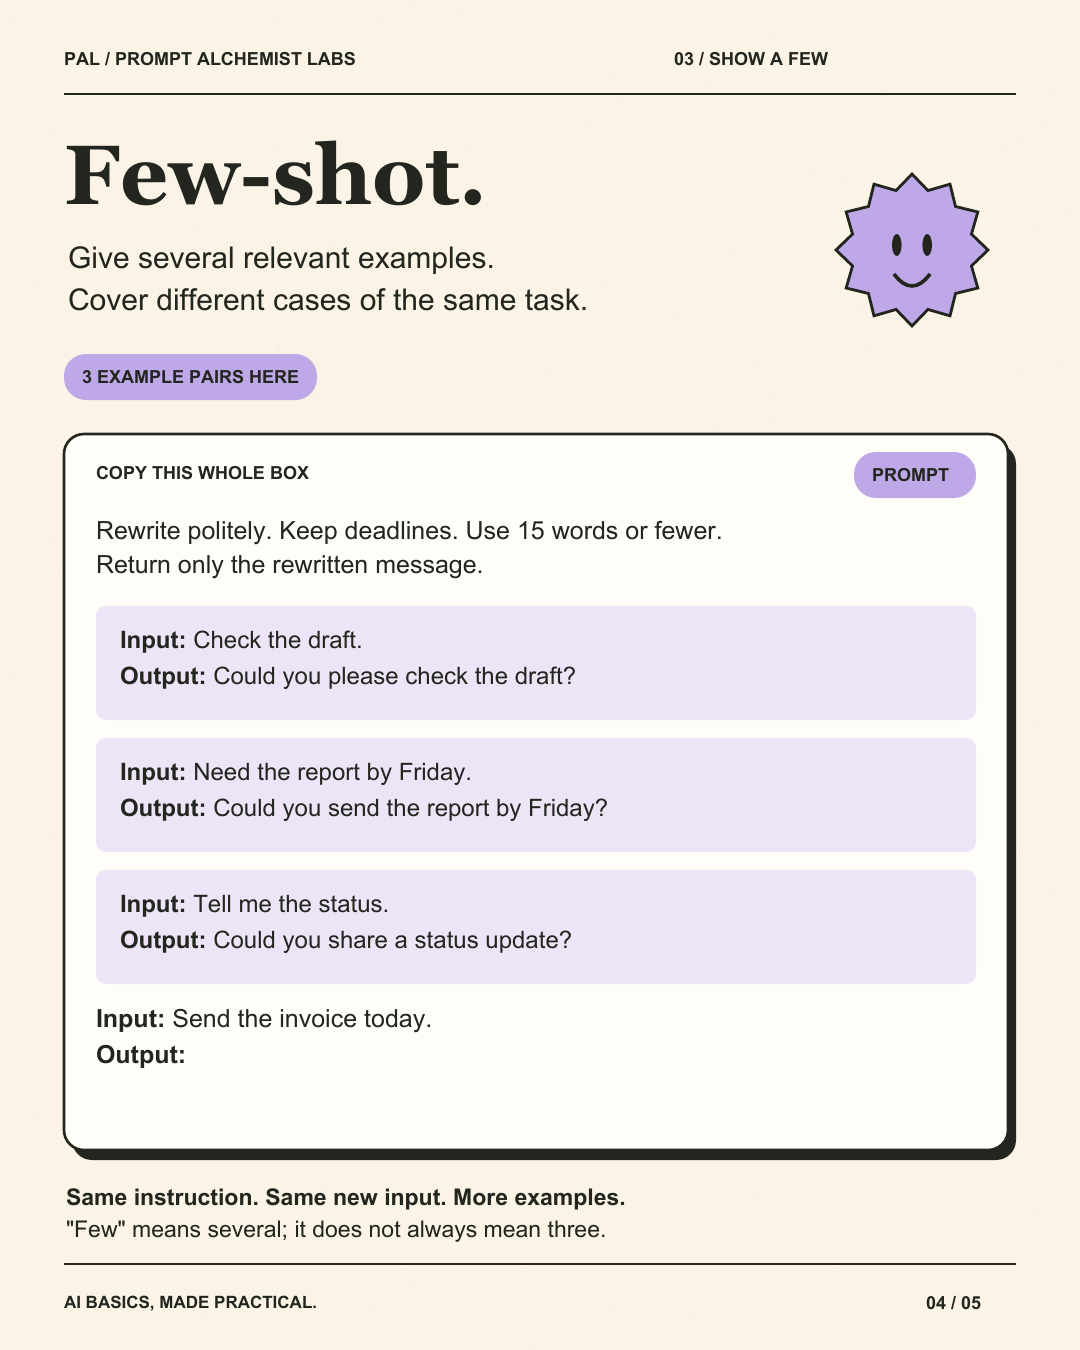 PAL / PROMPT ALCHEMIST LABS
03 / SHOW A FEW
Few-shot.
Give several relevant examples.
Cover different cases of the same task.
3 EXAMPLE PAIRS HERE
COPY THIS WHOLE BOX
PROMPT
Rewrite politely. Keep deadlines. Use 15 words or fewer.
Return only the rewritten message.
Input: Check the draft.
Output: Could you please check the draft?
Input: Need the report by Friday.
Output: Could you send the report by Friday?
Input: Tell me the status.
Output: Could you share a status update?
Input: Send the invoice today.
Output:
Same instruction. Same new input. More examples.
"Few" means several; it does not always mean three.
AI BASICS, MADE PRACTICAL.
04 / 05